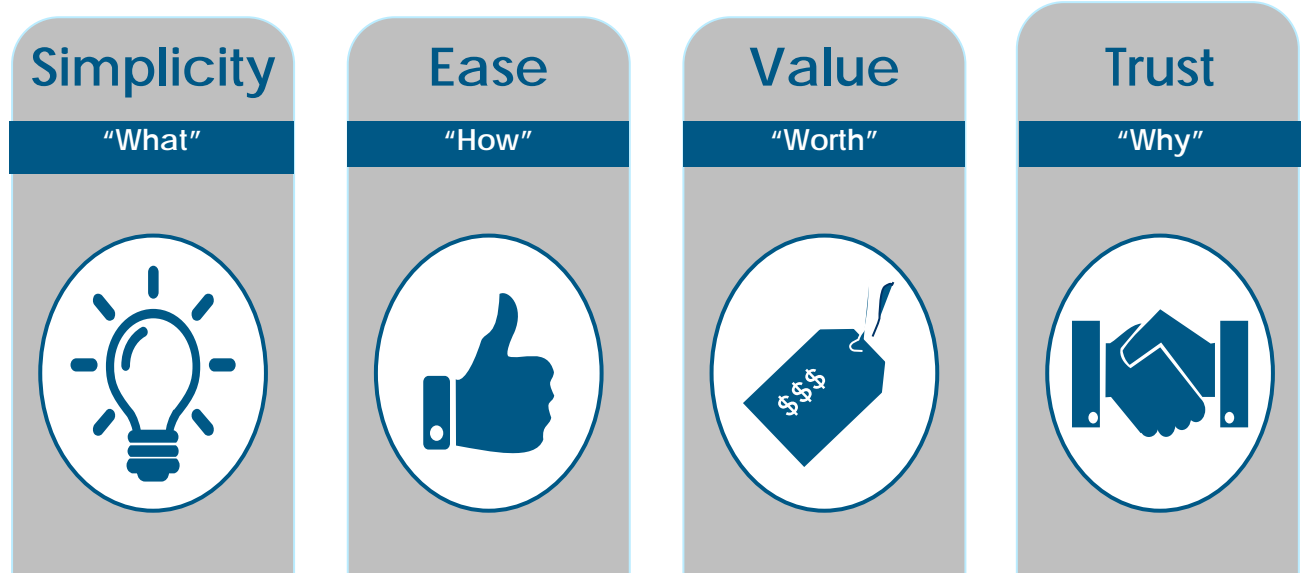 Simplicity
“What”
Ease
“How”
Value
“Worth”
$$$
Trust
“Why”